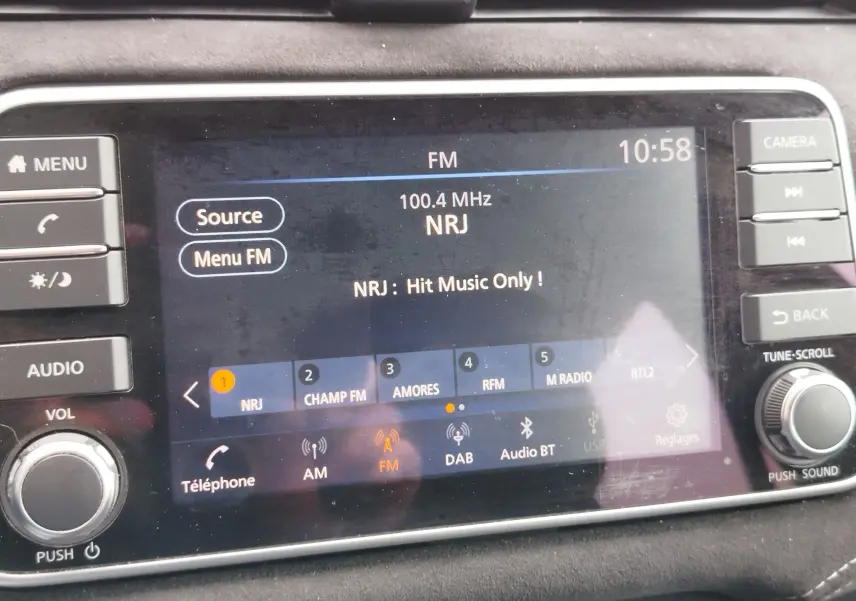 MENU
AUDIO
VOL
PUSH
FM
10:58
Source
100.4 MHz
NRJ
Menu FM
NRJ : Hit Music Only !
1
NRJ
2
CHAMP FM
3
AMORES
4
RFM
5
M RADIO
RTL2
Téléphone
AM
FM
DAB
Audio BT
USB
Réglages
CAMERA
BACK
TUNE·SCROLL
PUSH SOUND